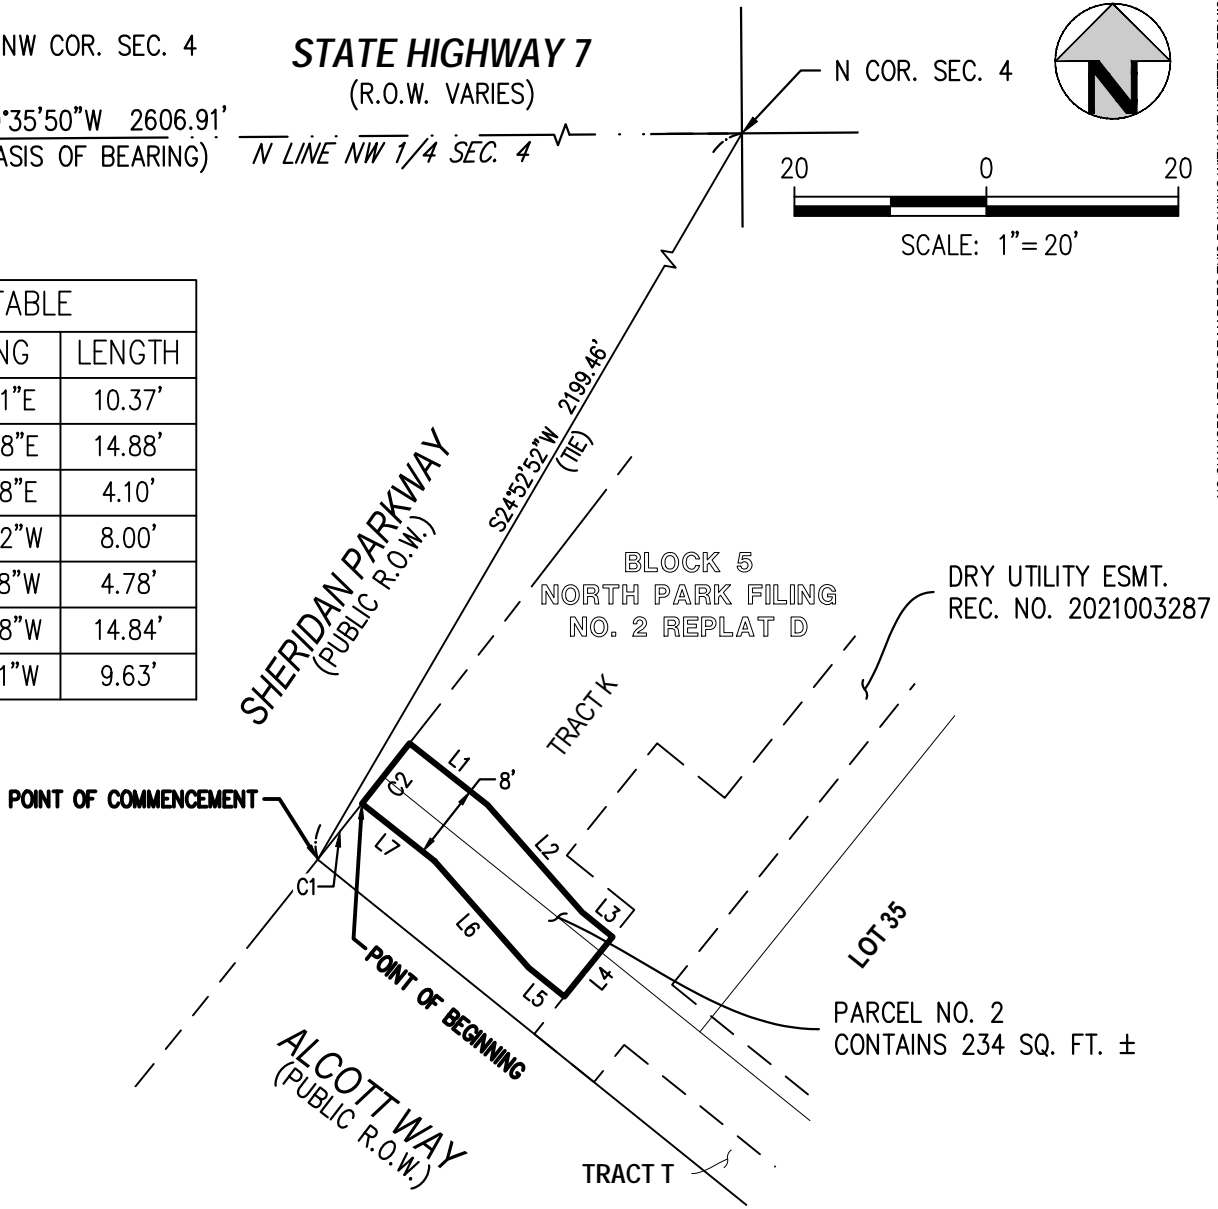 NW COR. SEC. 4
STATE HIGHWAY 7
(R.O.W. VARIES)
N COR. SEC. 4
N
°35'50"W 2606.91'
ASIS OF BEARING)
N LINE NW 1/4 SEC. 4
20 0 20
SCALE: 1"=20'
TABLE
NG LENGTH
1"E 10.37'
8"E 14.88'
8"E 4.10'
2"W 8.00'
8"W 4.78'
8"W 14.84'
1"W 9.63'
S24°52'52"W 2199.46'
(TIE)
SHERIDAN PARKWAY
(PUBLIC R.O.W.)
BLOCK 5
NORTH PARK FILING
NO. 2 REPLAT D
DRY UTILITY ESMT.
REC. NO. 2021003287
TRACT K
L1
8'
C2
POINT OF COMMENCEMENT
L7
L2
C1
L6
L3
LOT 35
L4
L5
POINT OF BEGINNING
PARCEL NO. 2
CONTAINS 234 SQ. FT. ±
ALCOTT WAY
(PUBLIC R.O.W.)
TRACT T